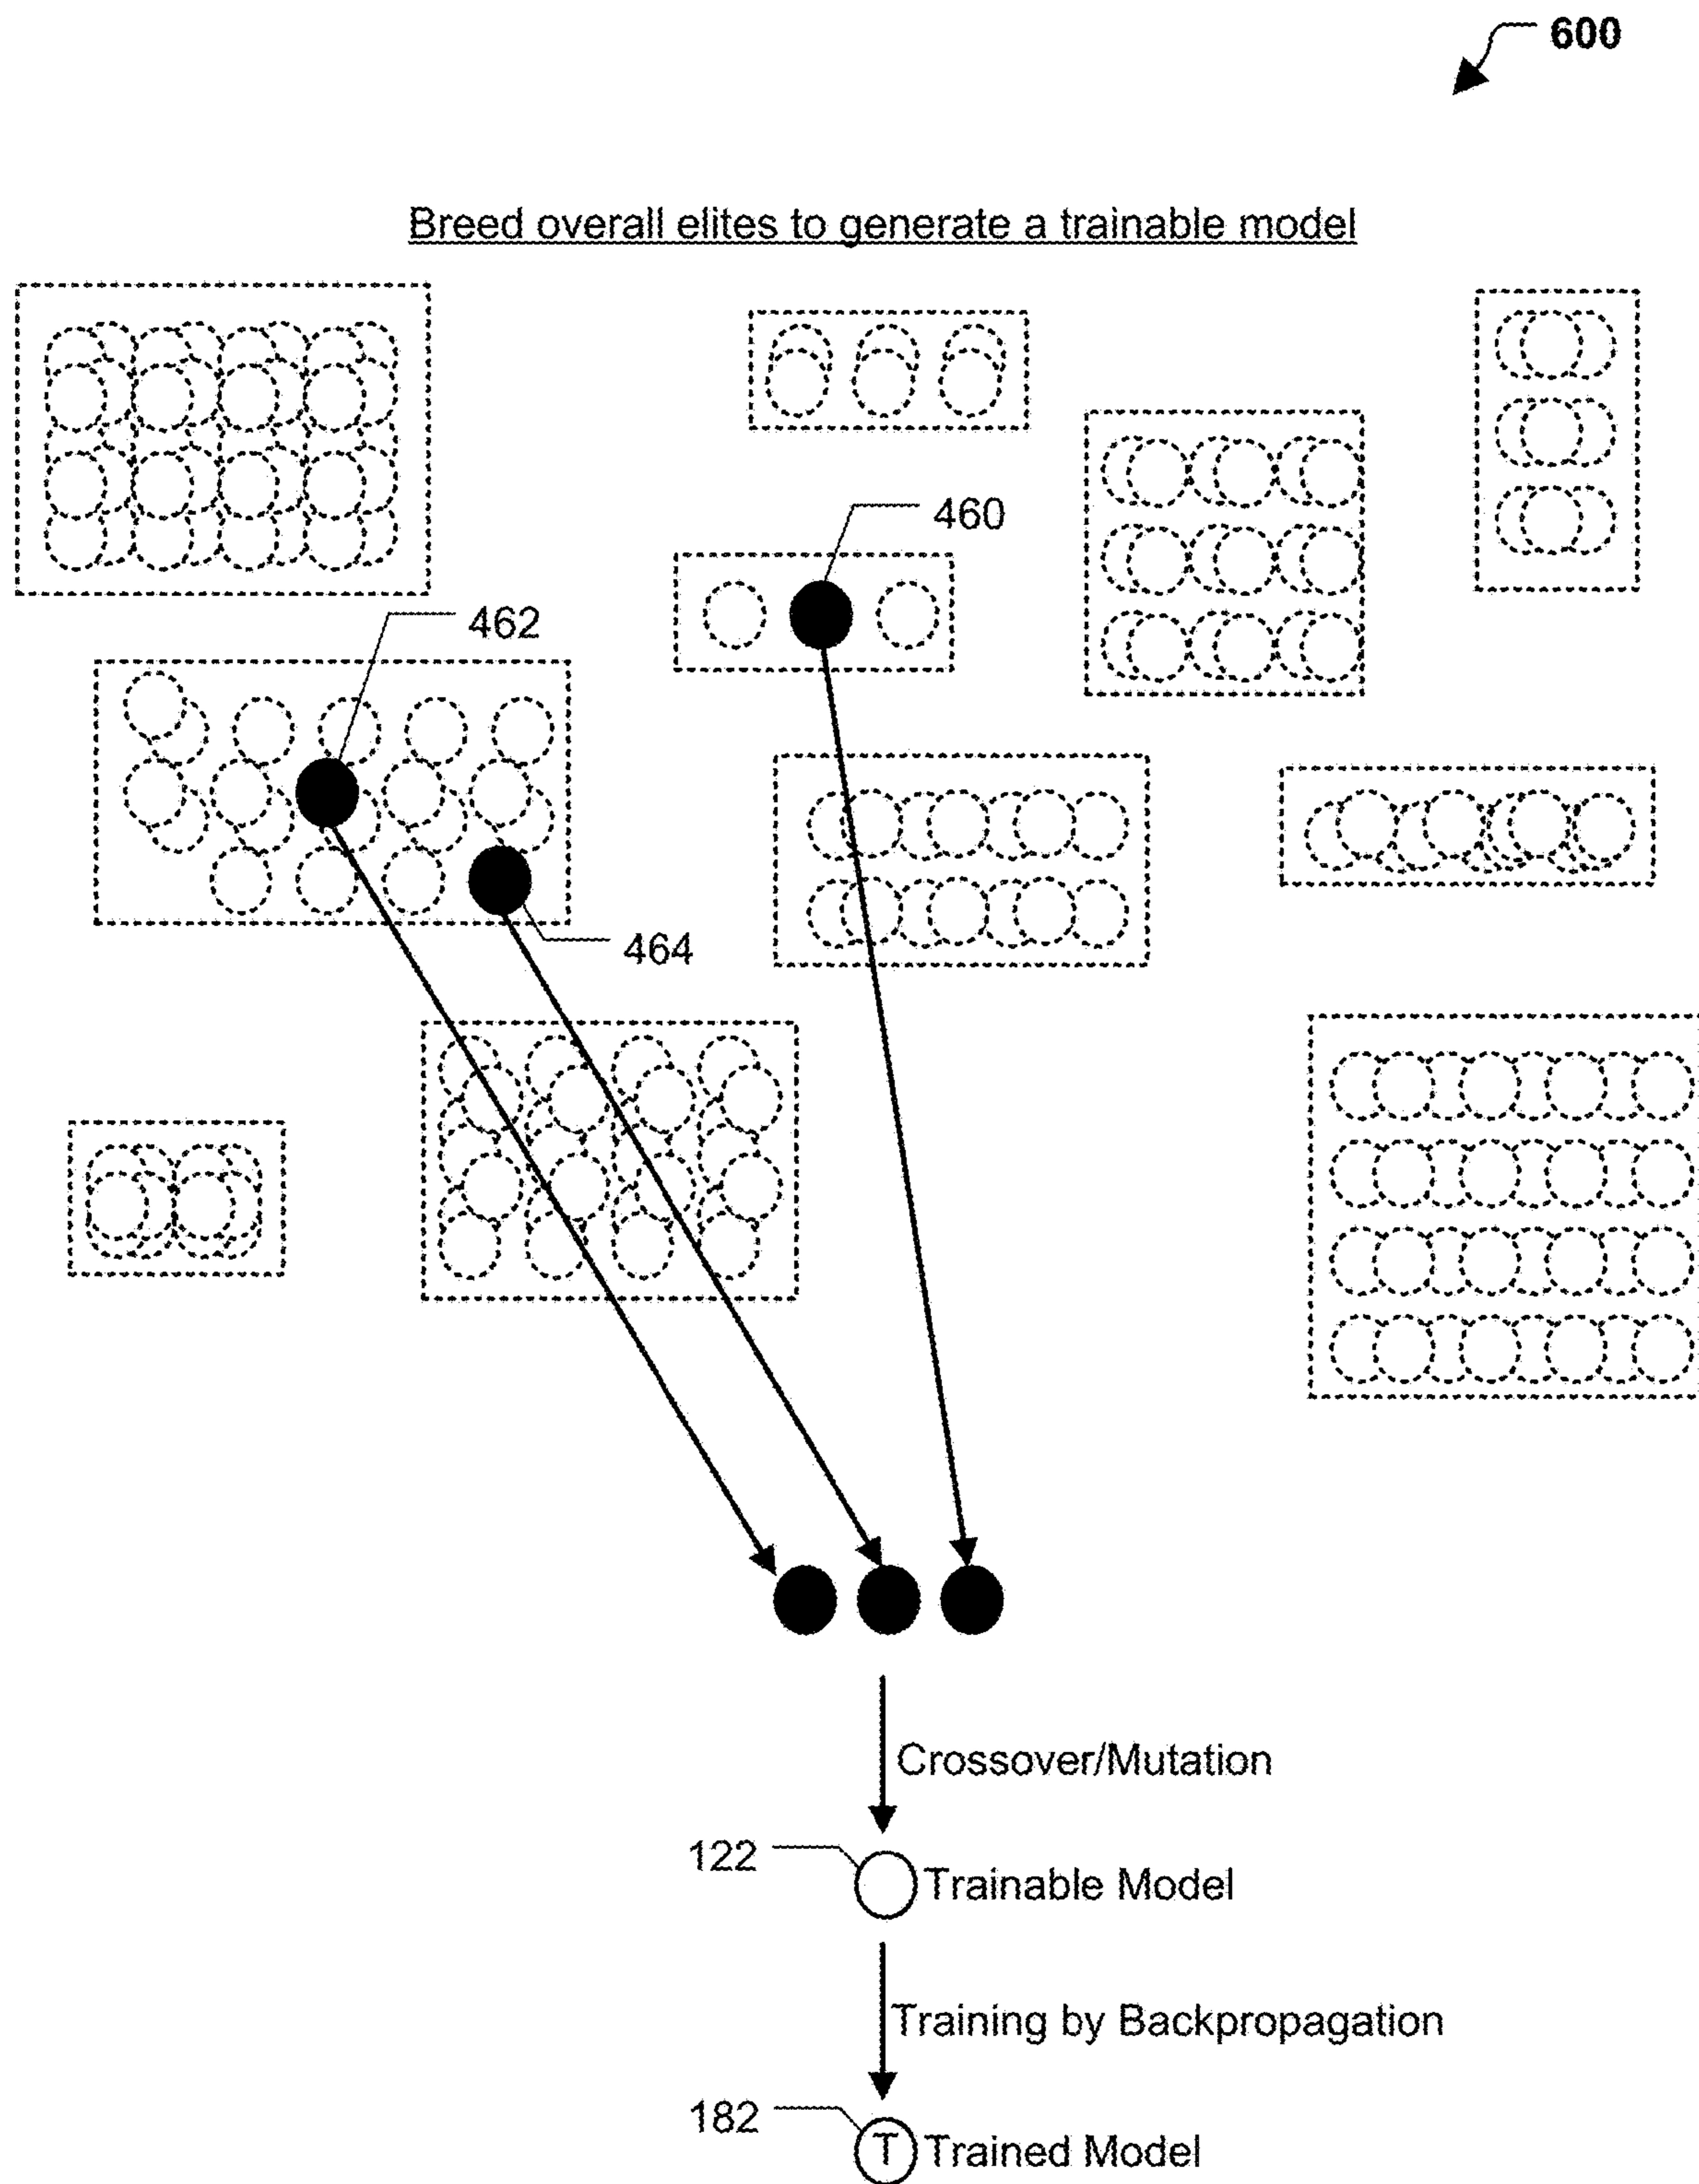 600
Breed overall elites to generate a trainable model
460
462
464
Crossover/Mutation
122
Trainable Model
Training by Backpropagation
182
T
Trained Model